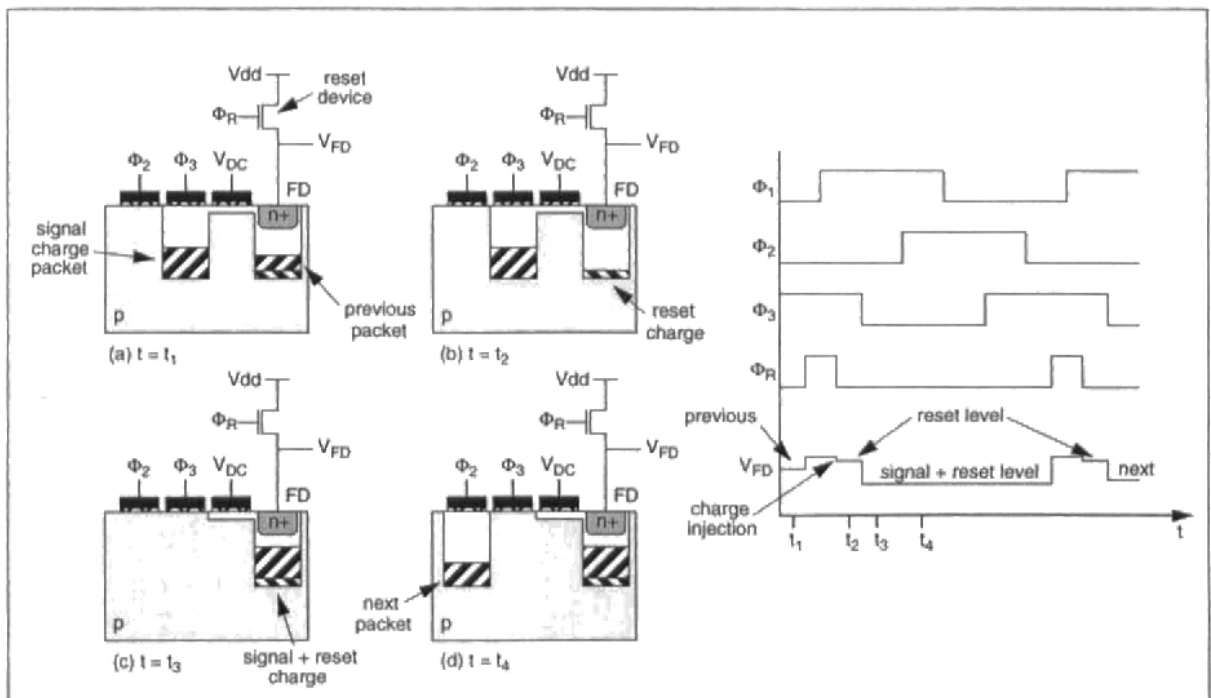 Vdd
reset
device
ΦR
VFD
Φ2 Φ3 VDC
FD
n+
signal
charge
packet
previous
packet
p
(a) t = t1
Vdd
ΦR
VFD
Φ2 Φ3 VDC
FD
n+
reset
charge
p
(b) t = t2
Vdd
ΦR
VFD
Φ2 Φ3 VDC
FD
n+
p
(c) t = t3
signal + reset
charge
Vdd
ΦR
VFD
Φ2 Φ3 VDC
FD
n+
next
packet
p
(d) t = t4
Φ1
Φ2
Φ3
ΦR
previous
reset level
VFD
signal + reset level
next
charge
injection
t1 t2 t3 t4
t